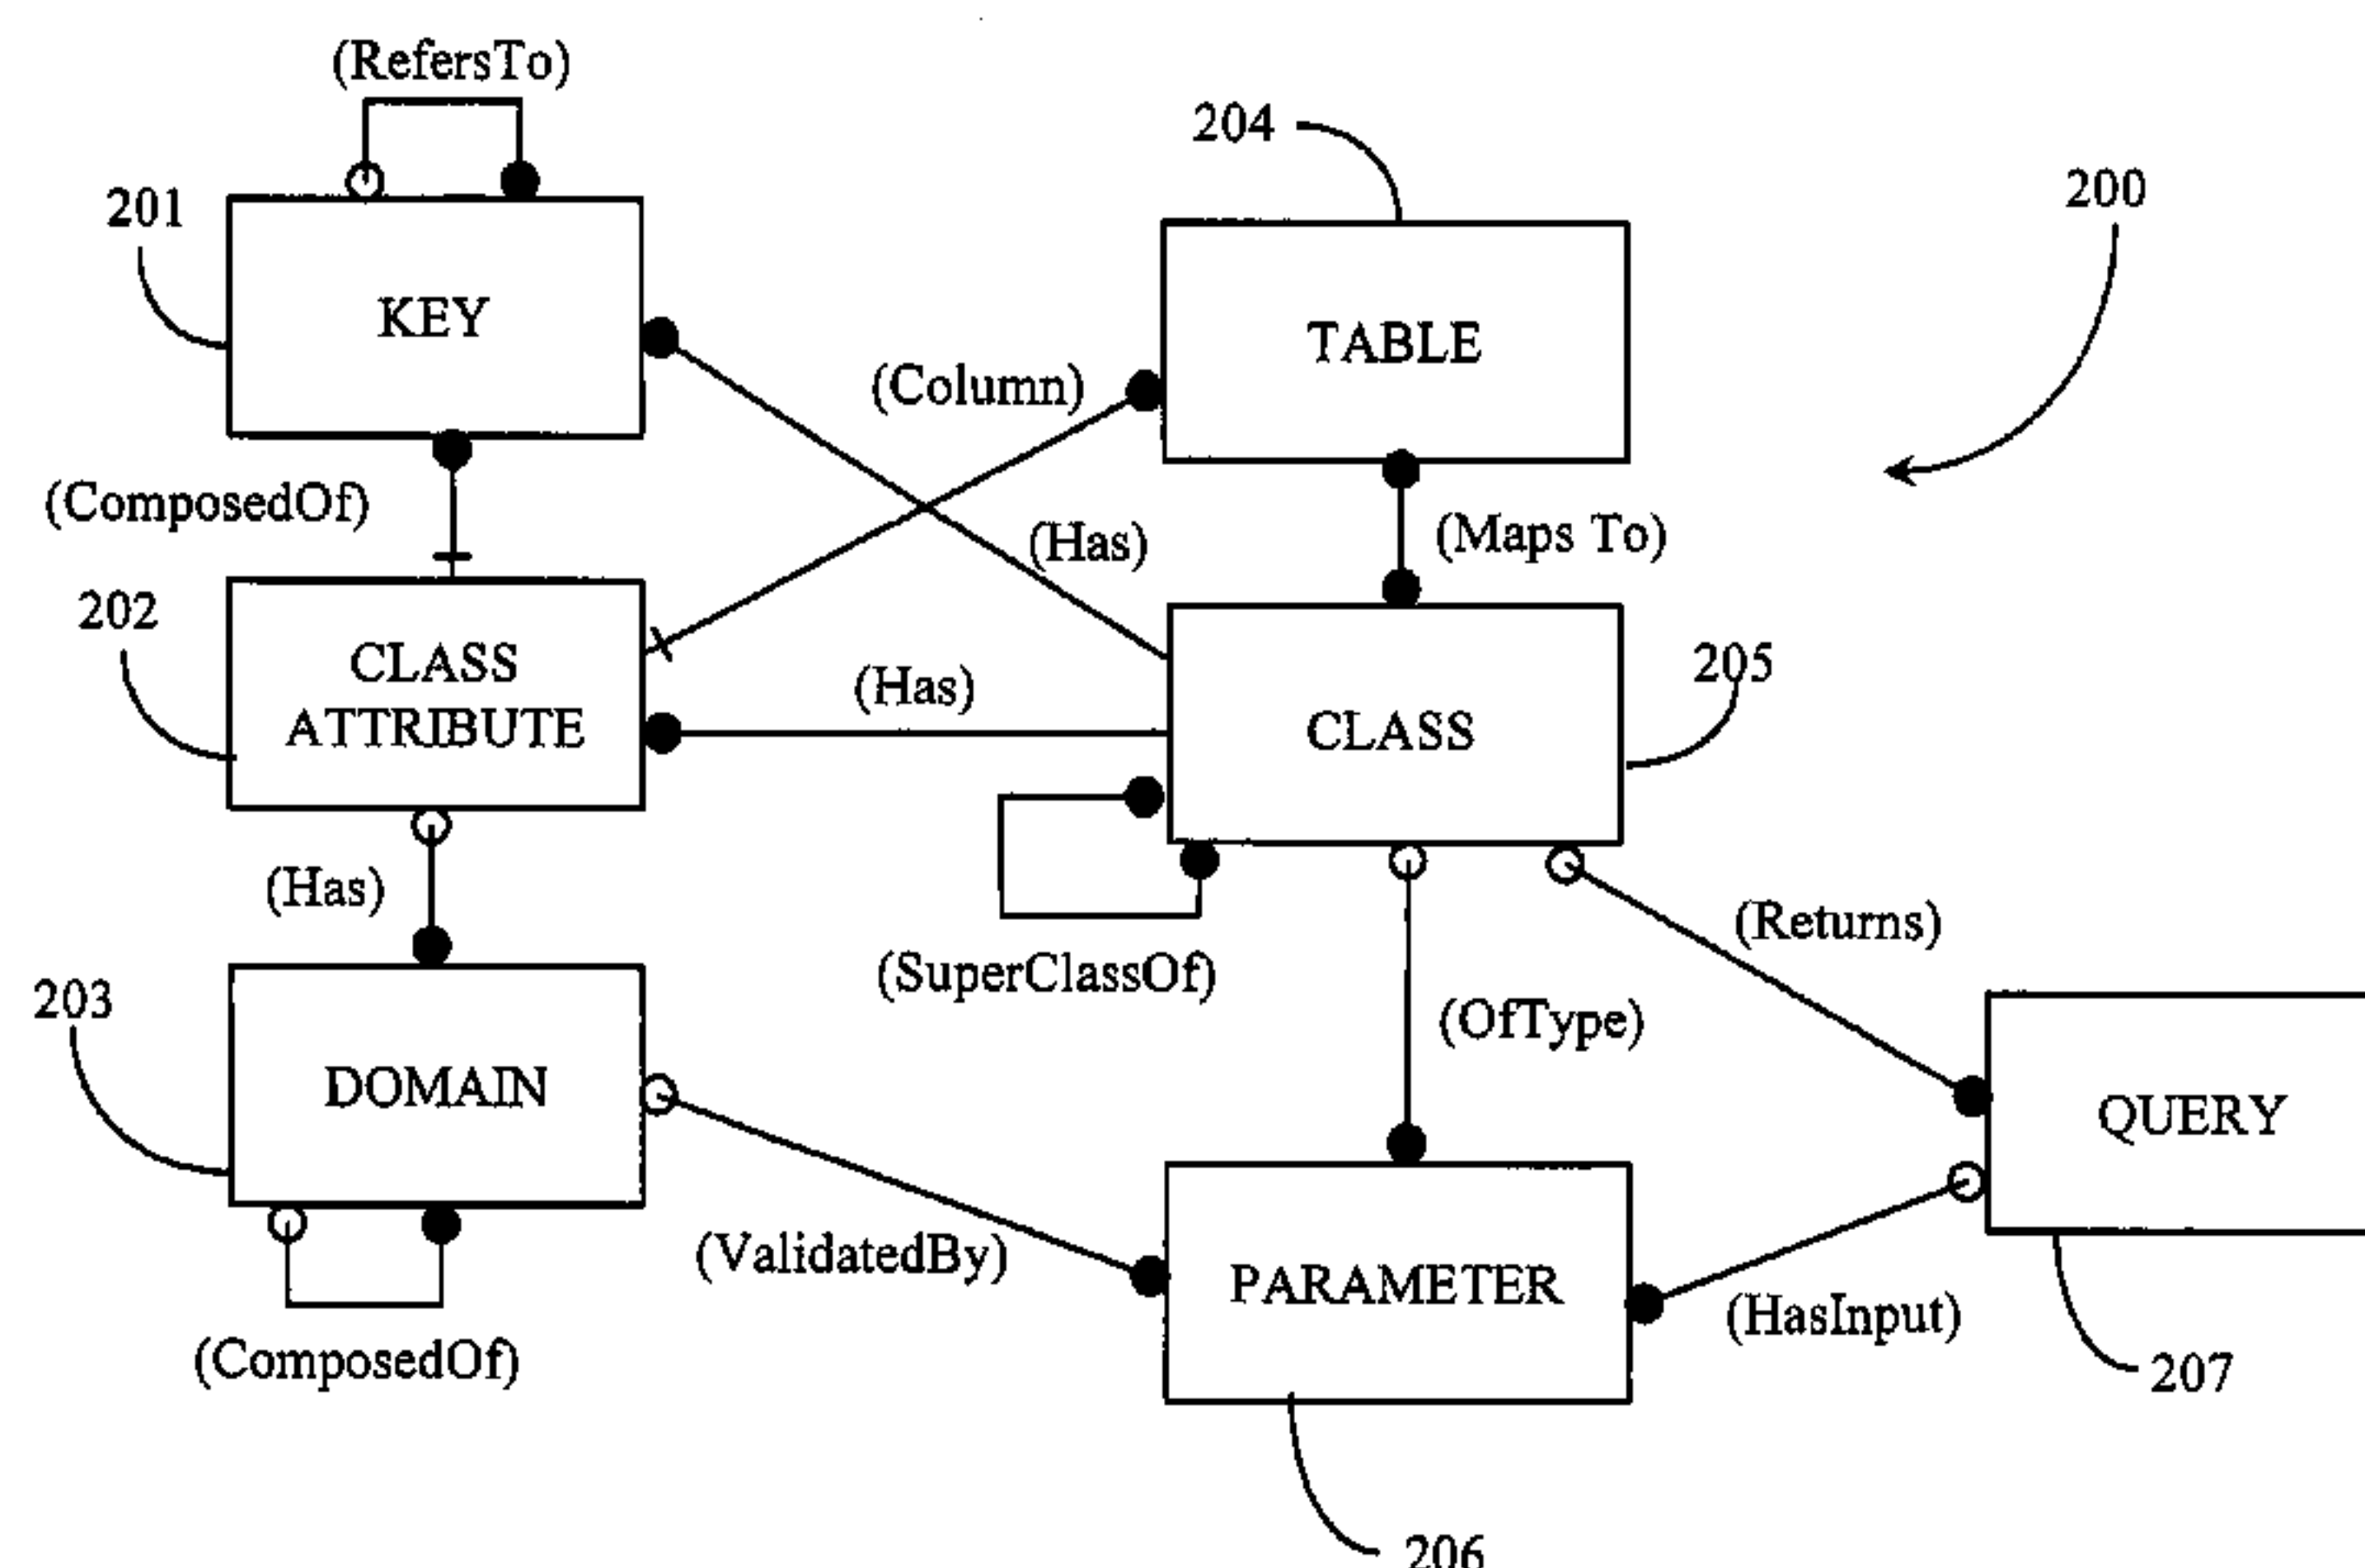 (RefersTo)
204
200
201
KEY
TABLE
(Column)
(ComposedOf)
(Has)
(Maps To)
202
CLASS
ATTRIBUTE
(Has)
205
CLASS
(Has)
(Returns)
(SuperClassOf)
203
(OfType)
DOMAIN
QUERY
(ValidatedBy)
PARAMETER
(HasInput)
(ComposedOf)
207
206